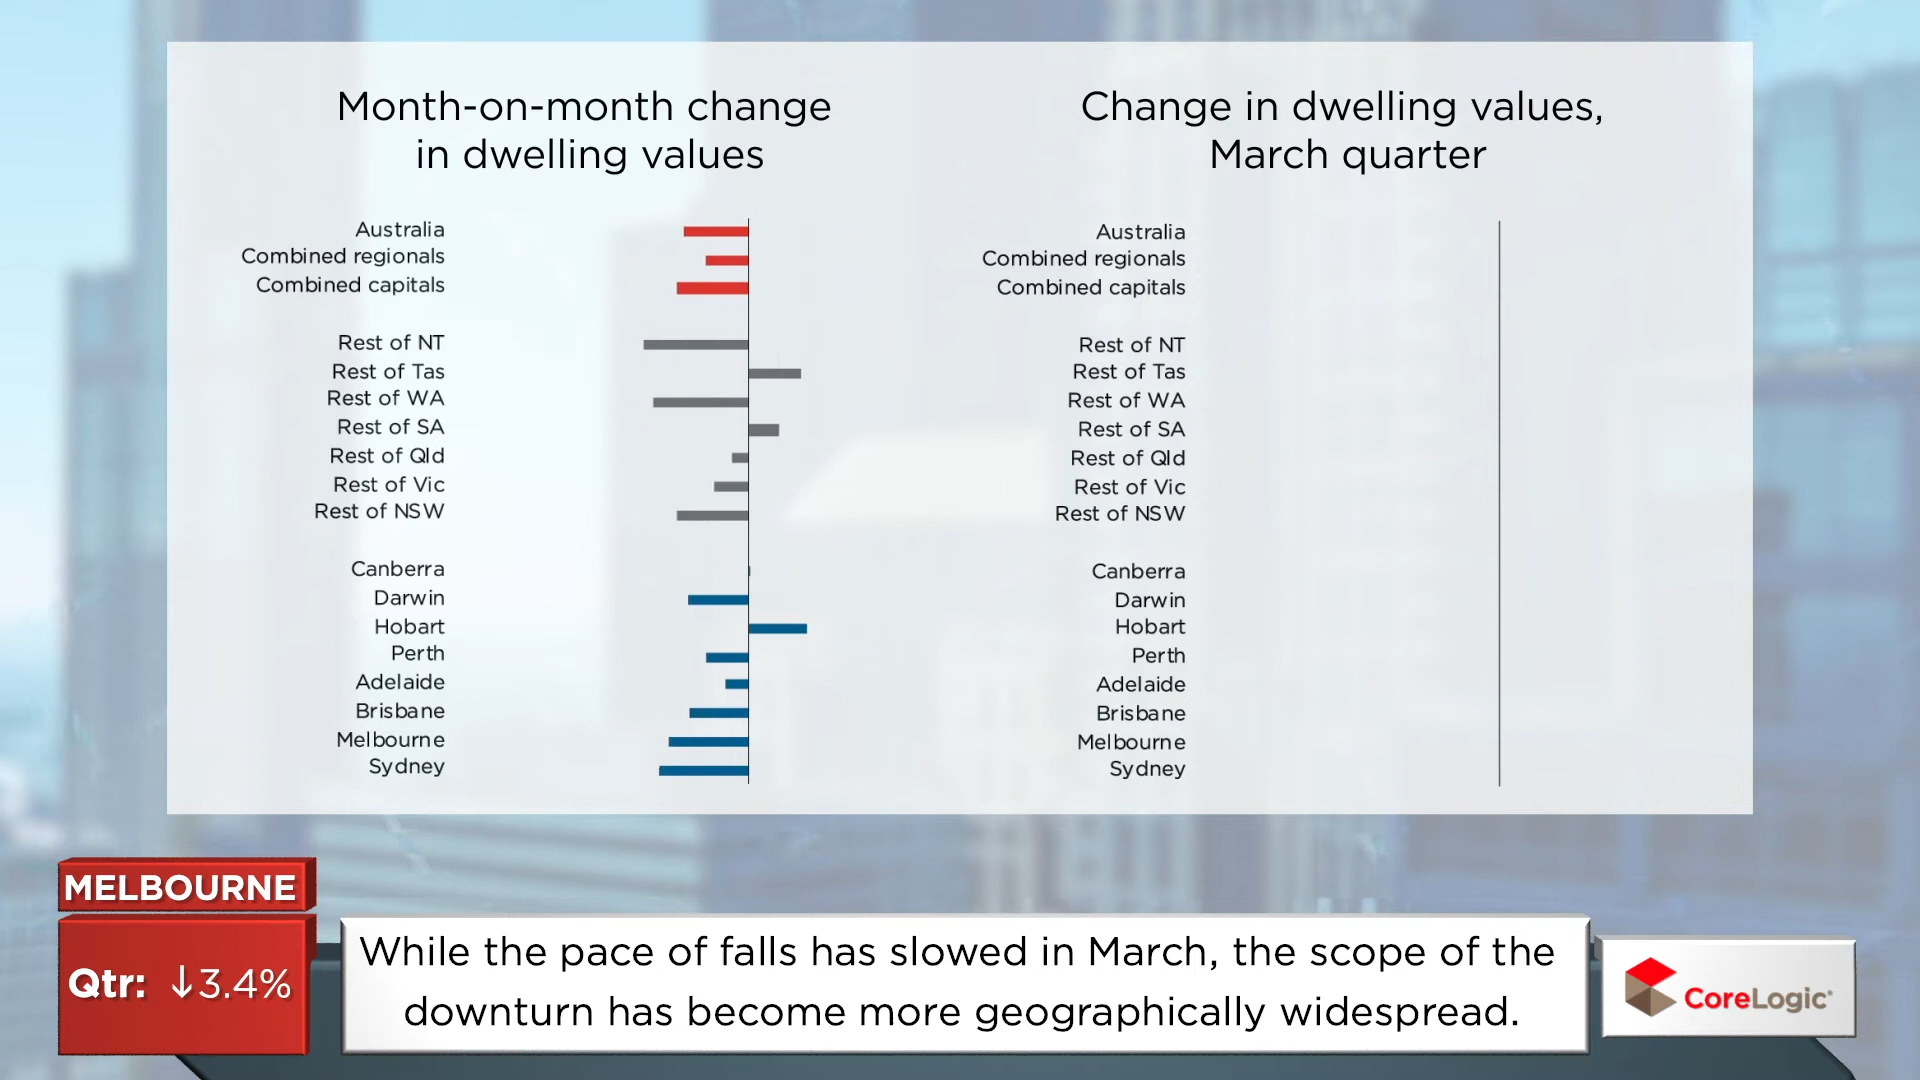 Month-on-month change
in dwelling values
Australia
Combined regionals
Combined capitals
Rest of NT
Rest of Tas
Rest of WA
Rest of SA
Rest of Qld
Rest of Vic
Rest of NSW
Canberra
Darwin
Hobart
Perth
Adelaide
Brisbane
Melbourne
Sydney
Change in dwelling values,
March quarter
Australia
Combined regionals
Combined capitals
Rest of NT
Rest of Tas
Rest of WA
Rest of SA
Rest of Qld
Rest of Vic
Rest of NSW
Canberra
Darwin
Hobart
Perth
Adelaide
Brisbane
Melbourne
Sydney
MELBOURNE
Qtr: ↓3.4%
While the pace of falls has slowed in March, the scope of the
downturn has become more geographically widespread.
CoreLogic®